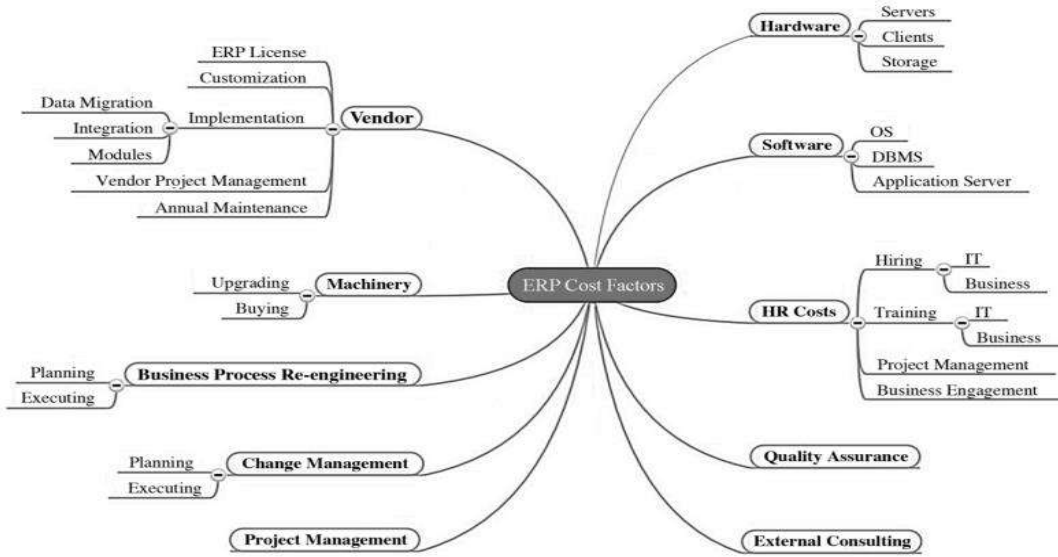 ERP Cost Factors
Hardware
Servers
Clients
Storage
Software
OS
DBMS
Application Server
HR Costs
Hiring
IT
Business
Training
IT
Business
Project Management
Business Engagement
Quality Assurance
External Consulting
Vendor
ERP License
Customization
Implementation
Data Migration
Integration
Modules
Vendor Project Management
Annual Maintenance
Machinery
Upgrading
Buying
Business Process Re-engineering
Planning
Executing
Change Management
Planning
Executing
Project Management